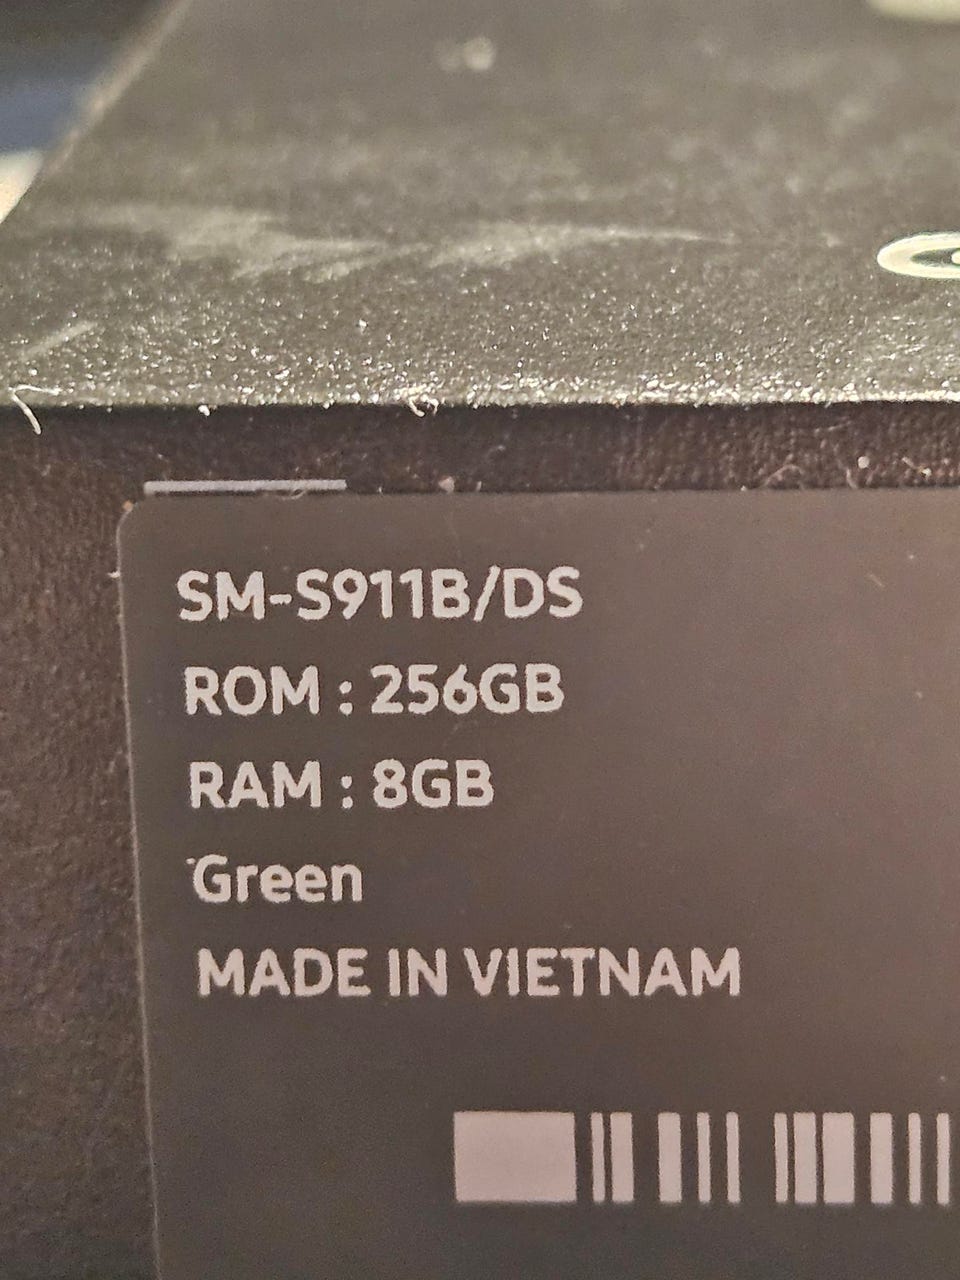 SM-S911B/DS
ROM : 256GB
RAM : 8GB
Green
MADE IN VIETNAM